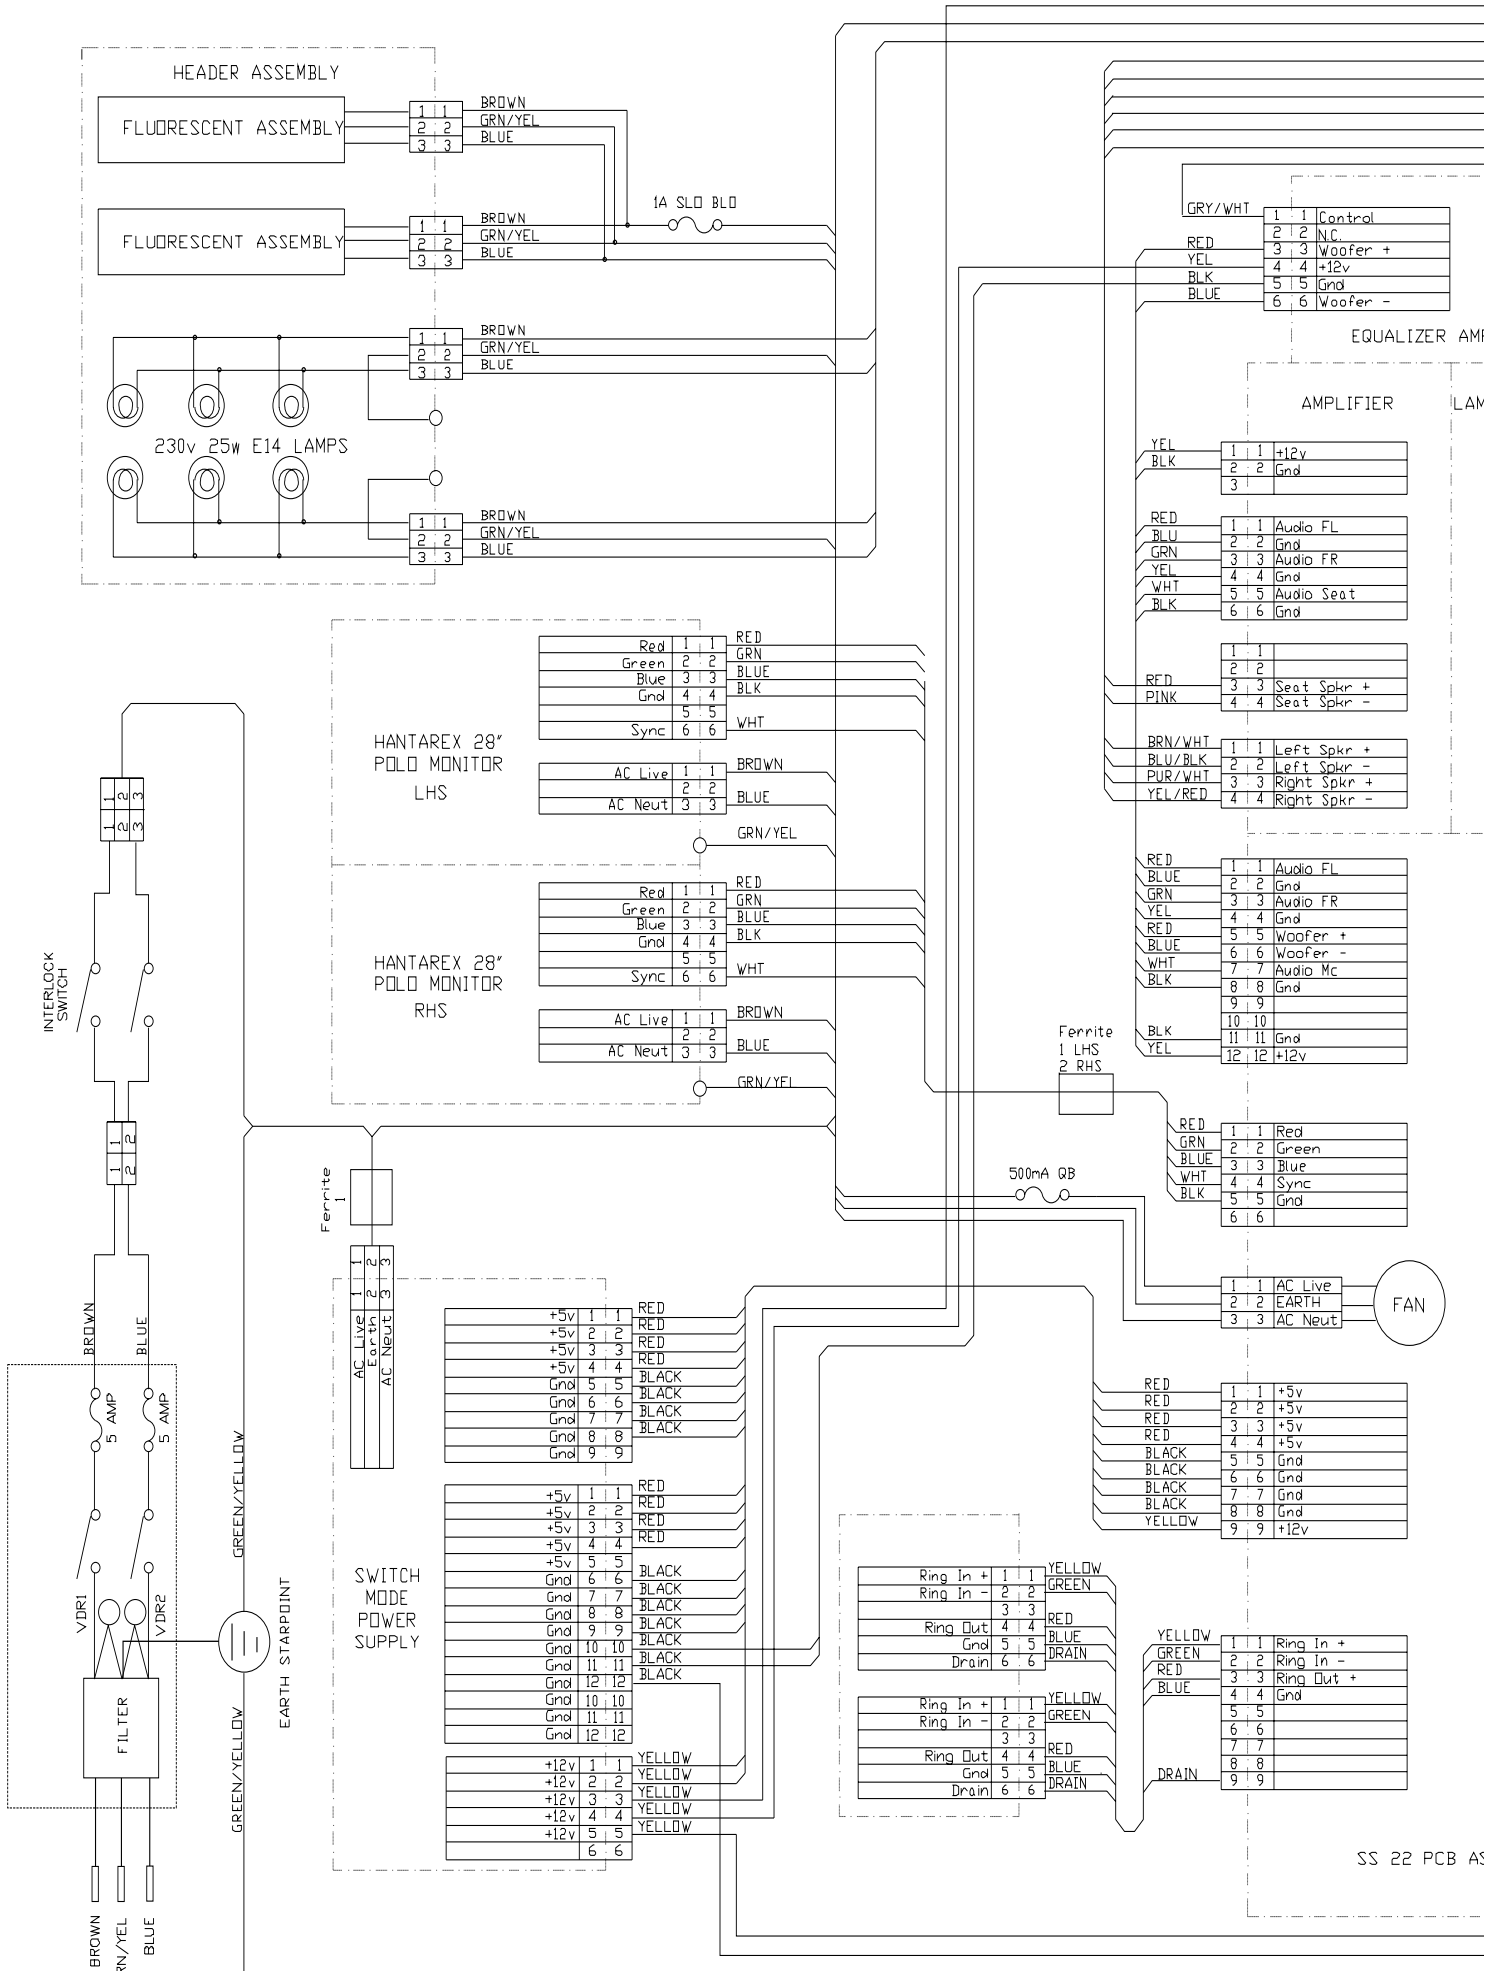 HEADER ASSEMBLY
FLUORESCENT ASSEMBLY
1 1 BROWN
2 2 GRN/YEL
3 3 BLUE
1A SLO BLO
FLUORESCENT ASSEMBLY
1 1 BROWN
2 2 GRN/YEL
3 3 BLUE
1 1 BROWN
2 2 GRN/YEL
3 3 BLUE
230v 25w E14 LAMPS
1 1 BROWN
2 2 GRN/YEL
3 3 BLUE
GRY/WHT 1 1 Control
2 2 N.C.
RED 3 3 Woofer +
YEL 4 4 +12v
BLK 5 5 Gnd
BLUE 6 6 Woofer -
EQUALIZER
AMPLIFIER
YEL 1 1 +12v
BLK 2 2 Gnd
3
RED 1 1 Audio FL
BLU 2 2 Gnd
GRN 3 3 Audio FR
YEL 4 4 Gnd
WHT 5 5 Audio Seat
BLK 6 6 Gnd
1 1
2 2
RED 3 3 Seat Spkr +
PINK 4 4 Seat Spkr -
BRN/WHT 1 1 Left Spkr +
BLU/BLK 2 2 Left Spkr -
PUR/WHT 3 3 Right Spkr +
YEL/RED 4 4 Right Spkr -
HANTAREX 28"
POLO MONITOR
LHS
Red 1 1 RED
Green 2 2 GRN
Blue 3 3 BLUE
Gnd 4 4 BLK
5 5
Sync 6 6 WHT
AC Live 1 1 BROWN
2 2
AC Neut 3 3 BLUE
GRN/YEL
HANTAREX 28"
POLO MONITOR
RHS
Red 1 1 RED
Green 2 2 GRN
Blue 3 3 BLUE
Gnd 4 4 BLK
5 5
Sync 6 6 WHT
AC Live 1 1 BROWN
2 2
AC Neut 3 3 BLUE
GRN/YEL
RED 1 1 Audio FL
BLUE 2 2 Gnd
GRN 3 3 Audio FR
YEL 4 4 Gnd
RED 5 5 Woofer +
BLUE 6 6 Woofer -
WHT 7 7 Audio Mc
BLK 8 8 Gnd
9 9
10 10
BLK 11 11 Gnd
YEL 12 12 +12v
Ferrite
1 LHS
2 RHS
RED 1 1 Red
GRN 2 2 Green
BLUE 3 3 Blue
WHT 4 4 Sync
BLK 5 5 Gnd
6 6
500mA QB
1 1 AC Live
2 2 EARTH
3 3 AC Neut
FAN
1 2 3
1 2 3
INTERLOCK
SWITCH
1 2
1 2
BROWN
BLUE
5 AMP
5 AMP
VDR1
VDR2
FILTER
BROWN
RN/YEL
BLUE
GREEN/YELLOW
EARTH STARPOINT
GREEN/YELLOW
Ferrite
1
1 2 3
1 2 3
AC Live
Earth
AC Neut
SWITCH
MODE
POWER
SUPPLY
+5v 1 1 RED
+5v 2 2 RED
+5v 3 3 RED
+5v 4 4 RED
Gnd 5 5 BLACK
Gnd 6 6 BLACK
Gnd 7 7 BLACK
Gnd 8 8 BLACK
Gnd 9 9
+5v 1 1 RED
+5v 2 2 RED
+5v 3 3 RED
+5v 4 4 RED
+5v 5 5
Gnd 6 6 BLACK
Gnd 7 7 BLACK
Gnd 8 8 BLACK
Gnd 9 9 BLACK
Gnd 10 10 BLACK
Gnd 11 11 BLACK
Gnd 12 12 BLACK
Gnd 10 10
Gnd 11 11
Gnd 12 12
+12v 1 1 YELLOW
+12v 2 2 YELLOW
+12v 3 3 YELLOW
+12v 4 4 YELLOW
+12v 5 5 YELLOW
6 6
RED 1 1 +5v
RED 2 2 +5v
RED 3 3 +5v
RED 4 4 +5v
BLACK 5 5 Gnd
BLACK 6 6 Gnd
BLACK 7 7 Gnd
BLACK 8 8 Gnd
YELLOW 9 9 +12v
Ring In + 1 1 YELLOW
Ring In - 2 2 GREEN
3 3
Ring Out 4 4 RED
Gnd 5 5 BLUE
Drain 6 6 DRAIN
Ring In + 1 1 YELLOW
Ring In - 2 2 GREEN
3 3
Ring Out 4 4 RED
Gnd 5 5 BLUE
Drain 6 6 DRAIN
YELLOW 1 1 Ring In +
GREEN 2 2 Ring In -
RED 3 3 Ring Out +
BLUE 4 4 Gnd
5 5
6 6
7 7
8 8
DRAIN 9 9
SS 22 PCB